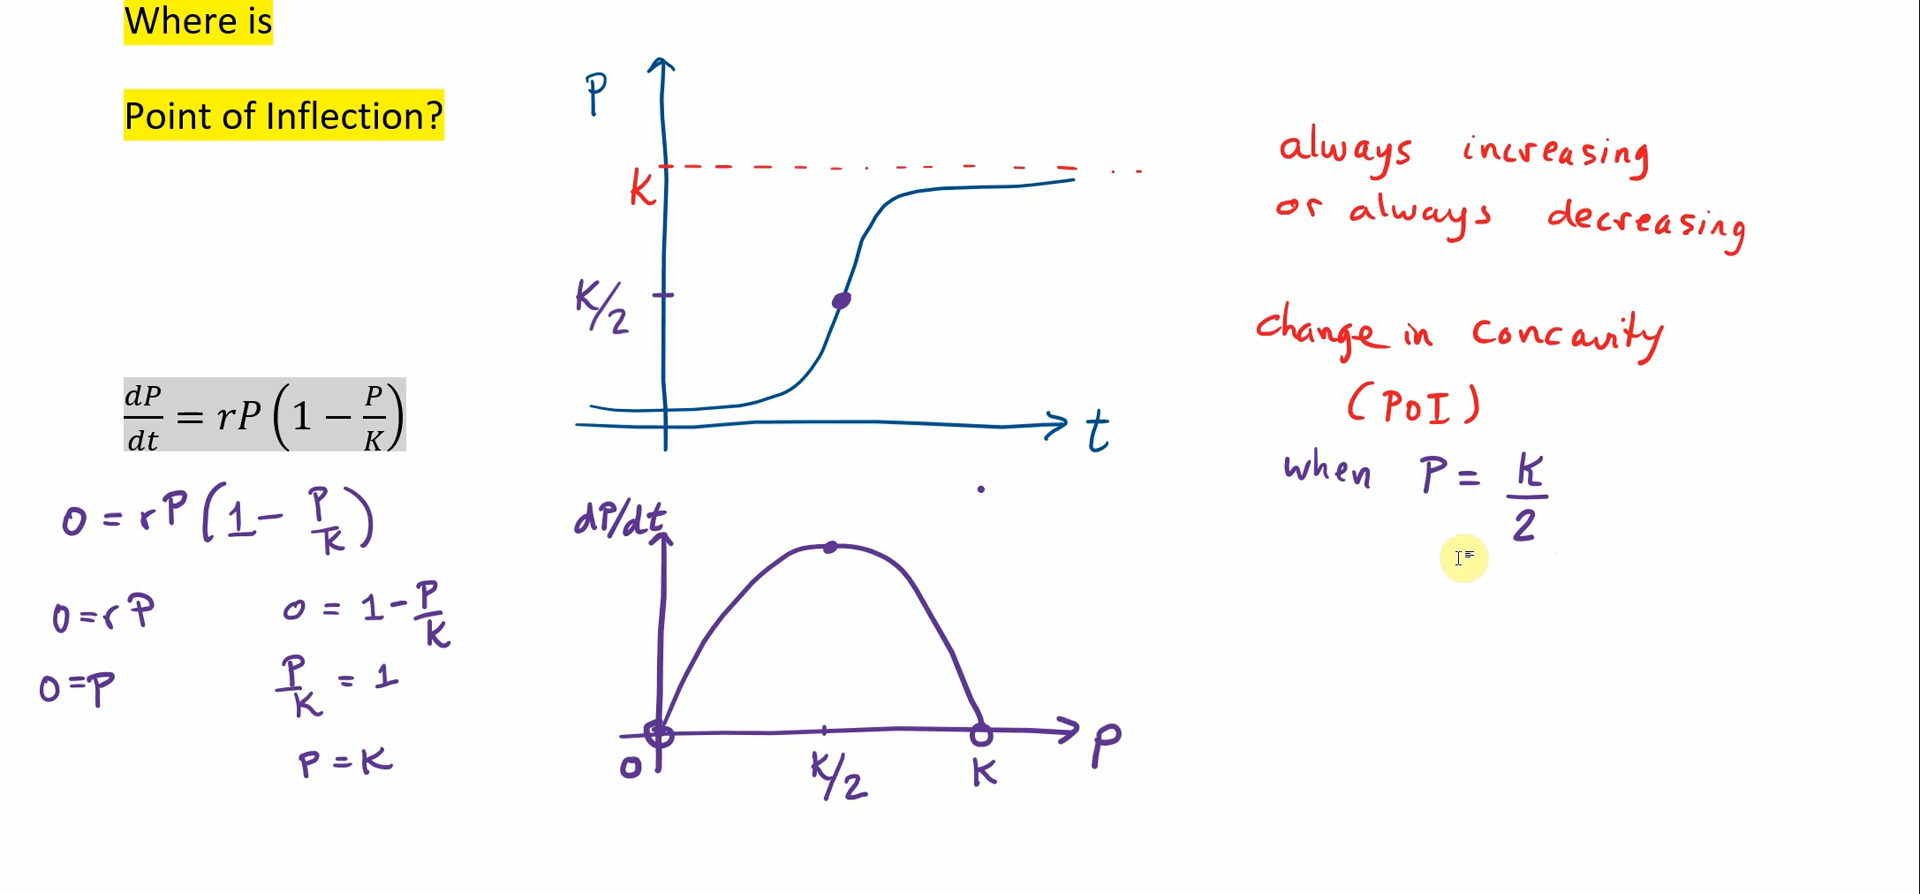 Where is
Point of Inflection?
dP/dt = rP(1 − P/K)
0 = rP(1 − P/K)
0 = rP
0 = P
0 = 1 − P/K
P/K = 1
P = K
P
K
K/2
t
dP/dt
0
K/2
K
P
always increasing
or always decreasing
change in concavity
(POI)
when P = K/2